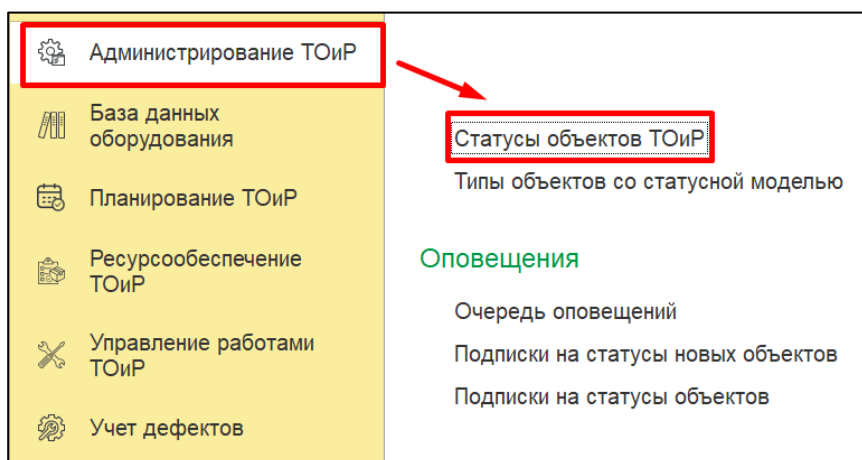 Администрирование ТОиР
База данных
оборудования
Планирование ТОиР
Ресурсообеспечение
ТОиР
Управление работами
ТОиР
Учет дефектов
Статусы объектов ТОиР
Типы объектов со статусной моделью
Оповещения
Очередь оповещений
Подписки на статусы новых объектов
Подписки на статусы объектов